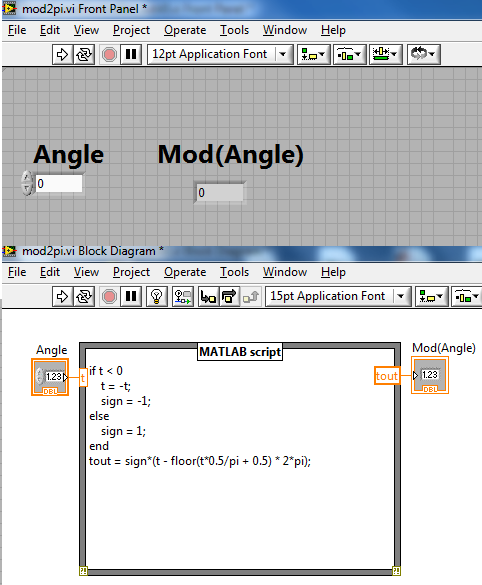 mod2pi.vi Front Panel *
File Edit View Project Operate Tools Window Help
12pt Application Font
Angle Mod(Angle)
0 0
mod2pi.vi Block Diagram *
File Edit View Project Operate Tools Window Help
15pt Application Font
Angle MATLAB script Mod(Angle)
1.23 t tout 1.23
DBL DBL
if t < 0
t = -t;
sign = -1;
else
sign = 1;
end
tout = sign*(t - floor(t*0.5/pi + 0.5) * 2*pi);